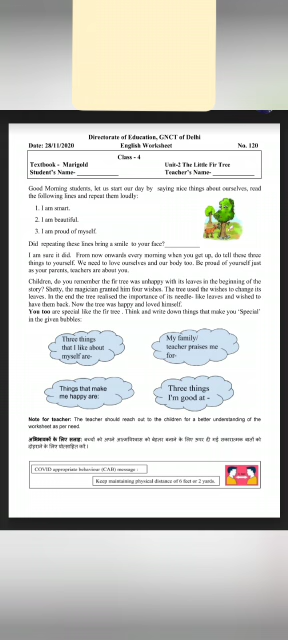 Directorate of Education, GNCT of Delhi
Date: 28/11/2020 English Worksheet No. 120
Class - 4
Textbook - Marigold Unit-2 The Little Fir Tree
Student's Name- Teacher's Name-
Good Morning students, let us start our day by saying nice things about ourselves, read
the following lines and repeat them loudly:
1. I am smart.
2. I am beautiful.
3. I am proud of myself.
Did repeating these lines bring a smile to your face?
I am sure it did. From now onwards every morning when you get up, do tell these three
things to yourself. We need to love ourselves and our body too. Be proud of yourself just
as your parents, teachers are about you.
Children, do you remember the fir tree was unhappy with its leaves in the beginning of the
story? the magician granted him four wishes. The tree used the wishes to change its
leaves. In the end the tree realised the importance of its needle- like leaves and wished to
have them back. Now the tree was happy and loved himself.
You too are special like the fir tree . Think and write down things that make you 'Special'
in the given bubbles:
Three things
that I like about
myself are-
My family/
teacher praises me
for-
Things that make
me happy are:
Three things
I'm good at -
Note for teacher: The teacher should reach out to the children for a better understanding of the
worksheet as per need.
अभिभावकों के लिए सलाह: बच्चों को अपने आत्मविश्वास को बेहतर बनाने के लिए ऊपर दी गई सकारात्मक बातों को
दोहराने के लिए प्रोत्साहित करें।
COVID appropriate behaviour (CAB) message :
Keep maintaining physical distance of 6 feet or 2 yards.